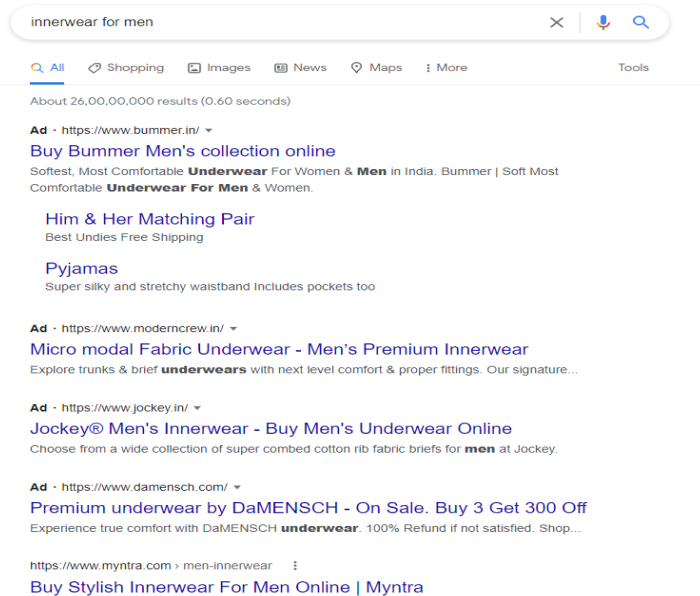 innerwear for men
All Shopping Images News Maps More Tools
About 26,00,00,000 results (0.60 seconds)
Ad · https://www.bummer.in/
Buy Bummer Men's collection online
Softest, Most Comfortable Underwear For Women & Men in India. Bummer | Soft Most
Comfortable Underwear For Men & Women.
Him & Her Matching Pair
Best Undies Free Shipping
Pyjamas
Super silky and stretchy waistband Includes pockets too
Ad · https://www.moderncrew.in/
Micro modal Fabric Underwear - Men's Premium Innerwear
Explore trunks & brief underwears with next level comfort & proper fittings. Our signature...
Ad · https://www.jockey.in/
Jockey® Men's Innerwear - Buy Men's Underwear Online
Choose from a wide collection of super combed cotton rib fabric briefs for men at Jockey.
Ad · https://www.damensch.com/
Premium underwear by DaMENSCH - On Sale. Buy 3 Get 300 Off
Experience true comfort with DaMENSCH underwear. 100% Refund if not satisfied. Shop...
https://www.myntra.com › men-innerwear
Buy Stylish Innerwear For Men Online | Myntra